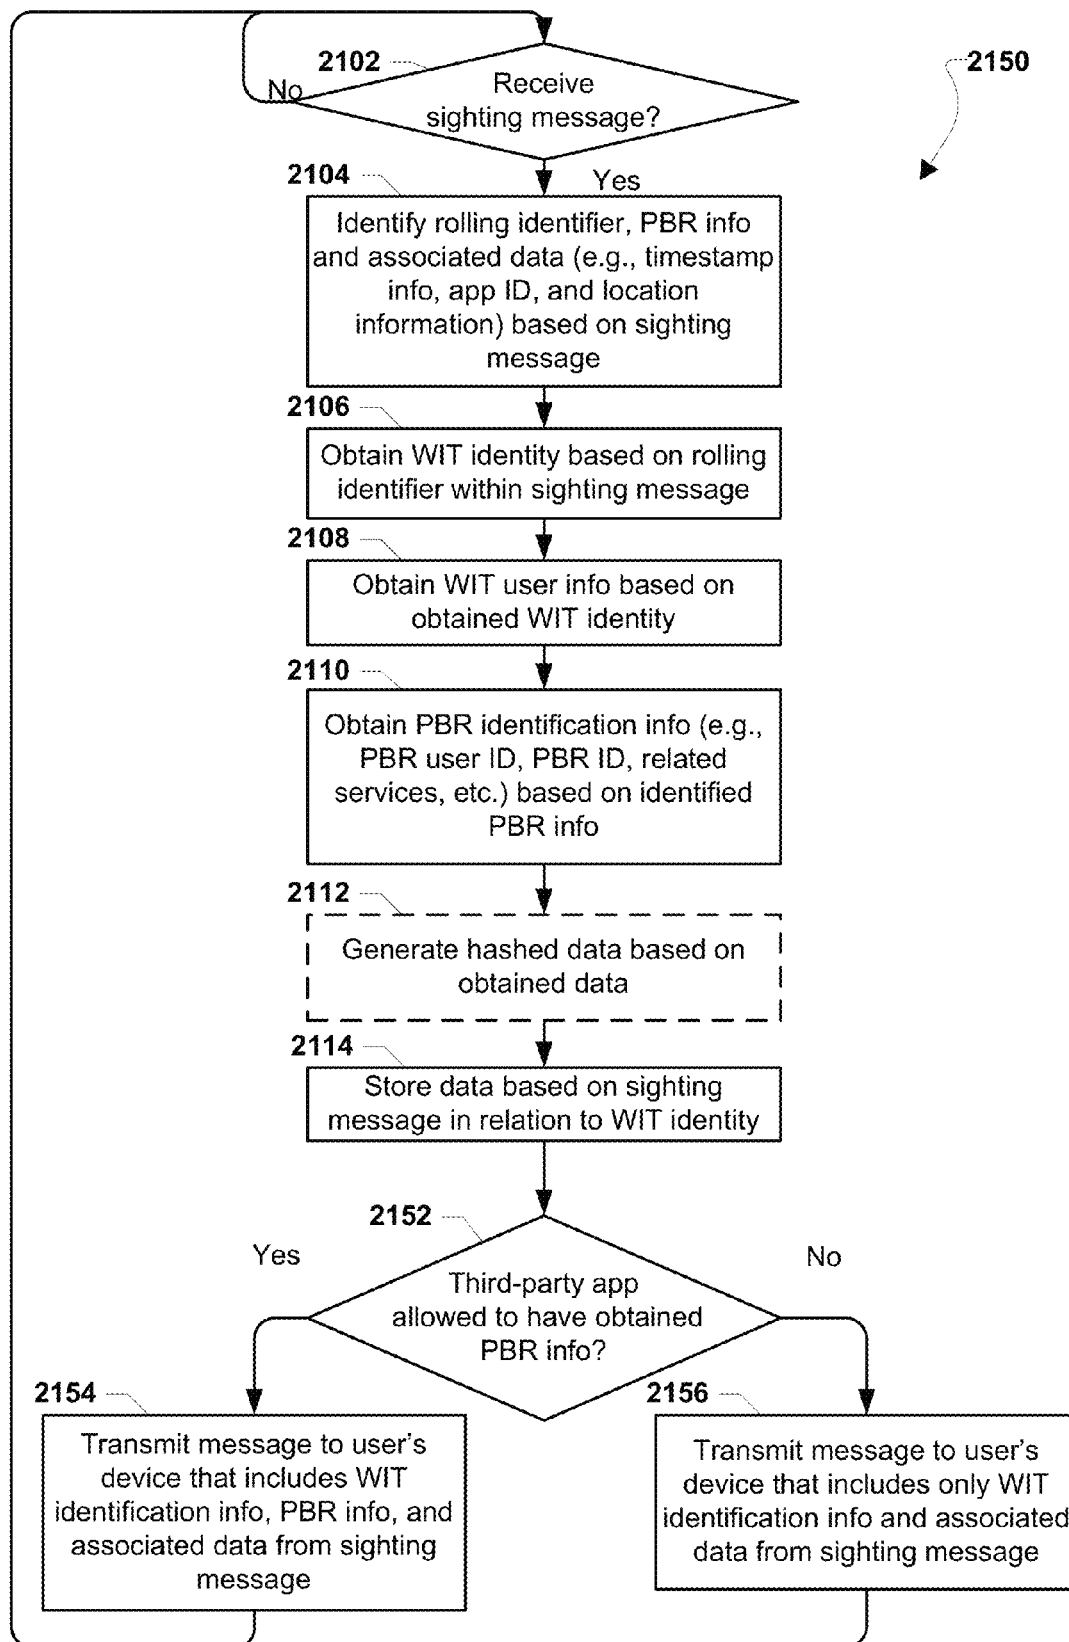 2102
2150
No
Receive
sighting message?
2104
Yes
Identify rolling identifier, PBR info
and associated data (e.g., timestamp
info, app ID, and location
information) based on sighting
message
2106
Obtain WIT identity based on rolling
identifier within sighting message
2108
Obtain WIT user info based on
obtained WIT identity
2110
Obtain PBR identification info (e.g.,
PBR user ID, PBR ID, related
services, etc.) based on identified
PBR info
2112
Generate hashed data based on
obtained data
2114
Store data based on sighting
message in relation to WIT identity
2152
Yes
No
Third-party app
allowed to have obtained
PBR info?
2154
Transmit message to user's
device that includes WIT
identification info, PBR info, and
associated data from sighting
message
2156
Transmit message to user's
device that includes only WIT
identification info and associated
data from sighting message